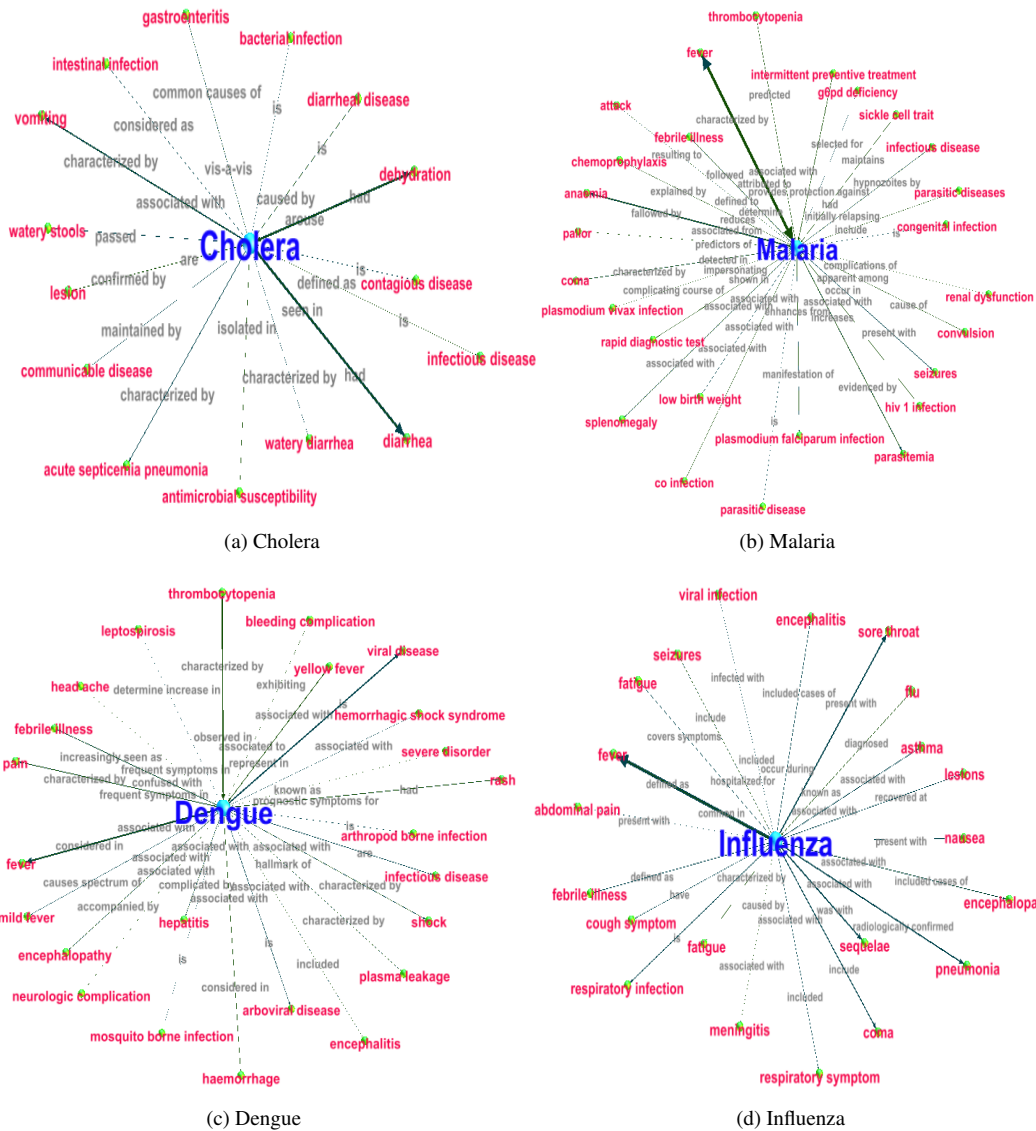 gastroenteritis
bacterial infection
intestinal infection
common causes of
is
diarrheal disease
vomiting
considered as
is
characterized by
vis-a-vis
dehydration
associated with
caused by
had
arouse
watery stools
passed
Cholera
are
is
lesion
confirmed by
defined as
contagious disease
seen in
maintained by
isolated in
is
infectious disease
communicable disease
characterized by
characterized by
had
watery diarrhea
diarrhea
acute septicemia pneumonia
antimicrobial susceptibility
(a) Cholera
thrombocytopenia
fever
intermittent preventive treatment
predicted
g6pd deficiency
attack
characterized by
sickle cell trait
febrile illness
selected for
infectious disease
chemoprophylaxis
resulting to
maintains
followed
associated with
hypnozoites by
parasitic diseases
anaemia
explained by
attributed to
provides protection against
had
fallowed by
defined to
determine
initially relapsing
congenital infection
pallor
reduces
associated from
include
is
predictors of
Malaria
detected in
coma
characterized by
impersonating
complications of
shown in
apparent among
plasmodium vivax infection
complicating course of
associated with
occur in
renal dysfunction
associated with
associated with
enhances from
increases
cause of
rapid diagnostic test
associated with
present with
convulsion
associated with
associated with
manifestation of
seizures
evidenced by
low birth weight
hiv 1 infection
splenomegaly
is
plasmodium falciparum infection
parasitemia
co infection
parasitic disease
(b) Malaria
thrombocytopenia
leptospirosis
bleeding complication
viral disease
characterized by
yellow fever
head ache
determine increase in
exhibiting
is
associated with
hemorrhagic shock syndrome
febrile illness
observed in
associated to
associated with
severe disorder
pain
increasingly seen as
represent in
frequent symptoms in
characterized by
confused with
known as
had
rash
frequent symptoms in
prognostic symptoms for
Dengue
is
arthropod borne infection
associated with
considered in
associated with
associated with
are
fever
associated with
hallmark of
infectious disease
causes spectrum of
associated with
complicated by
associated with
characterized by
associated with
mild fever
accompanied by
hepatitis
characterized by
shock
encephalopathy
is
is
included
plasma leakage
neurologic complication
considered in
arboviral disease
mosquito borne infection
encephalitis
haemorrhage
(c) Dengue
viral infection
encephalitis
sore throat
seizures
fatigue
infected with
flu
included cases of
present with
include
fever
covers symptoms
diagnosed
asthma
included
occur during
lesions
defined as
hospitalized for
associated with
known as
recovered at
abdominal pain
present with
common in
associated with
Influenza
present with
nausea
associated with
defined as
characterized by
associated with
included cases of
febrile illness
have
caused by
was with
encephalopa
cough symptom
associated with
radiologically confirmed
is
fatigue
sequelae
pneumonia
respiratory infection
associated with
include
included
meningitis
coma
respiratory symptom
(d) Influenza